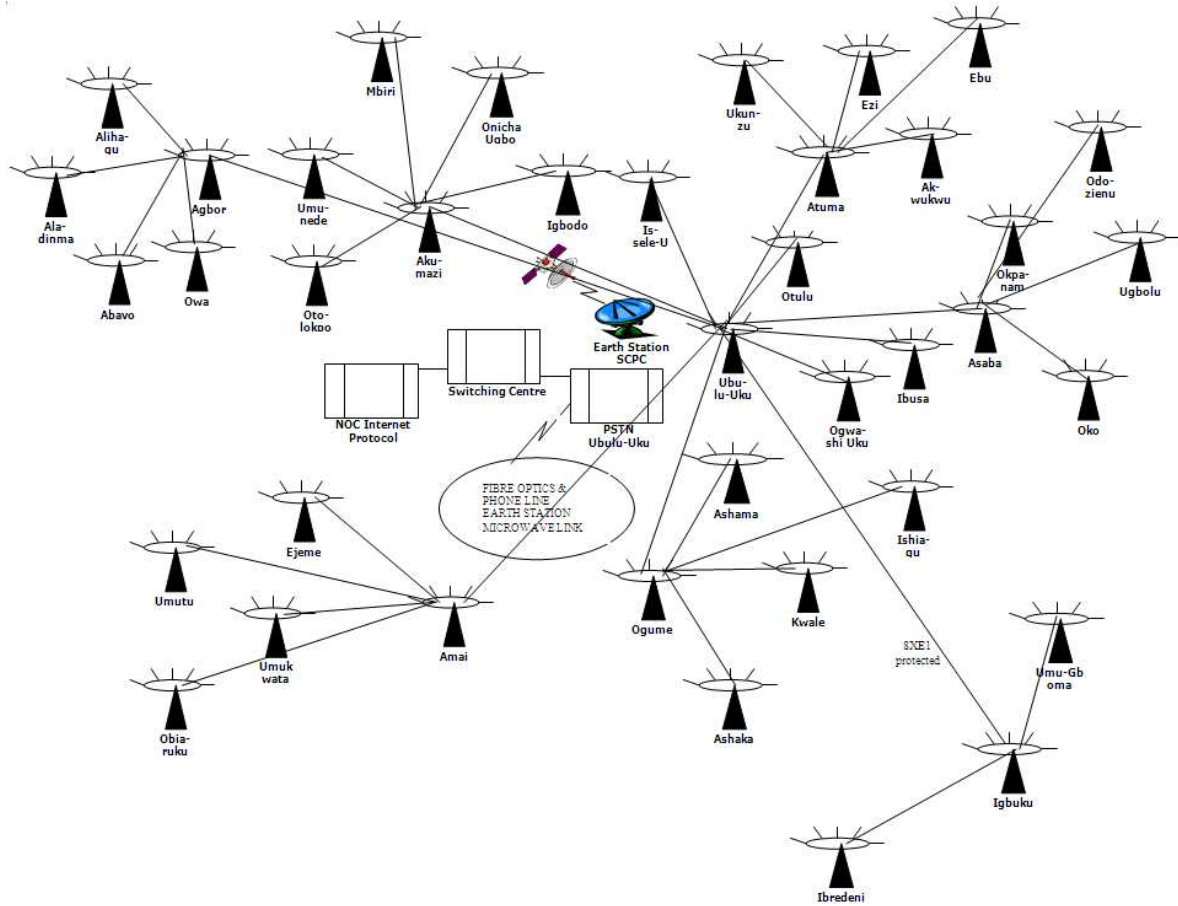 Mbiri
Onicha
Ugbo
Ukun-
zu
Ezi
Ebu
Aliha-
gu
Ala-
dinma
Agbor
Umu-
nede
Aku-
mazi
Igbodo
Is-
sele-U
Atuma
Ak-
wukwu
Odo-
zienu
Abavo
Owa
Oto-
lokpo
Otulu
Okpa-
nam
Ugbolu
Earth Station
SCPC
Ubu-
lu-Uku
Asaba
Ibusa
Ogwa-
shi Uku
Oko
Switching Centre
NOC Internet
Protocol
PSTN
Ubulu-Uku
FIBRE OPTICS &
PHONE LINE
EARTH STATION
MICROWAVE LINK
Ashama
Ishia-
gu
Ejeme
Umutu
Umuk
wata
Amai
Ogume
Kwale
Obia-
ruku
Ashaka
SXE1
protected
Umu-Gb
oma
Igbuku
Ibredeni